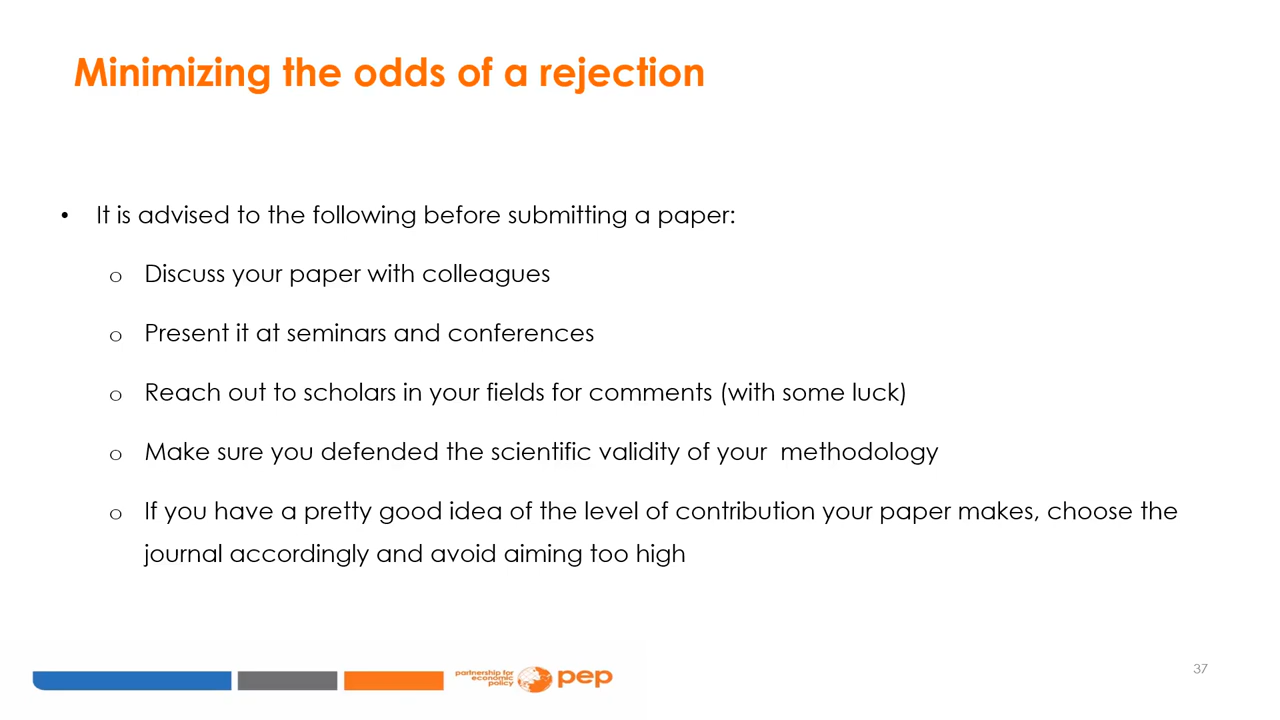 Minimizing the odds of a rejection
• It is advised to the following before submitting a paper:
o Discuss your paper with colleagues
o Present it at seminars and conferences
o Reach out to scholars in your fields for comments (with some luck)
o Make sure you defended the scientific validity of your methodology
o If you have a pretty good idea of the level of contribution your paper makes, choose the
journal accordingly and avoid aiming too high
partnership for
economic
policy
pep
37